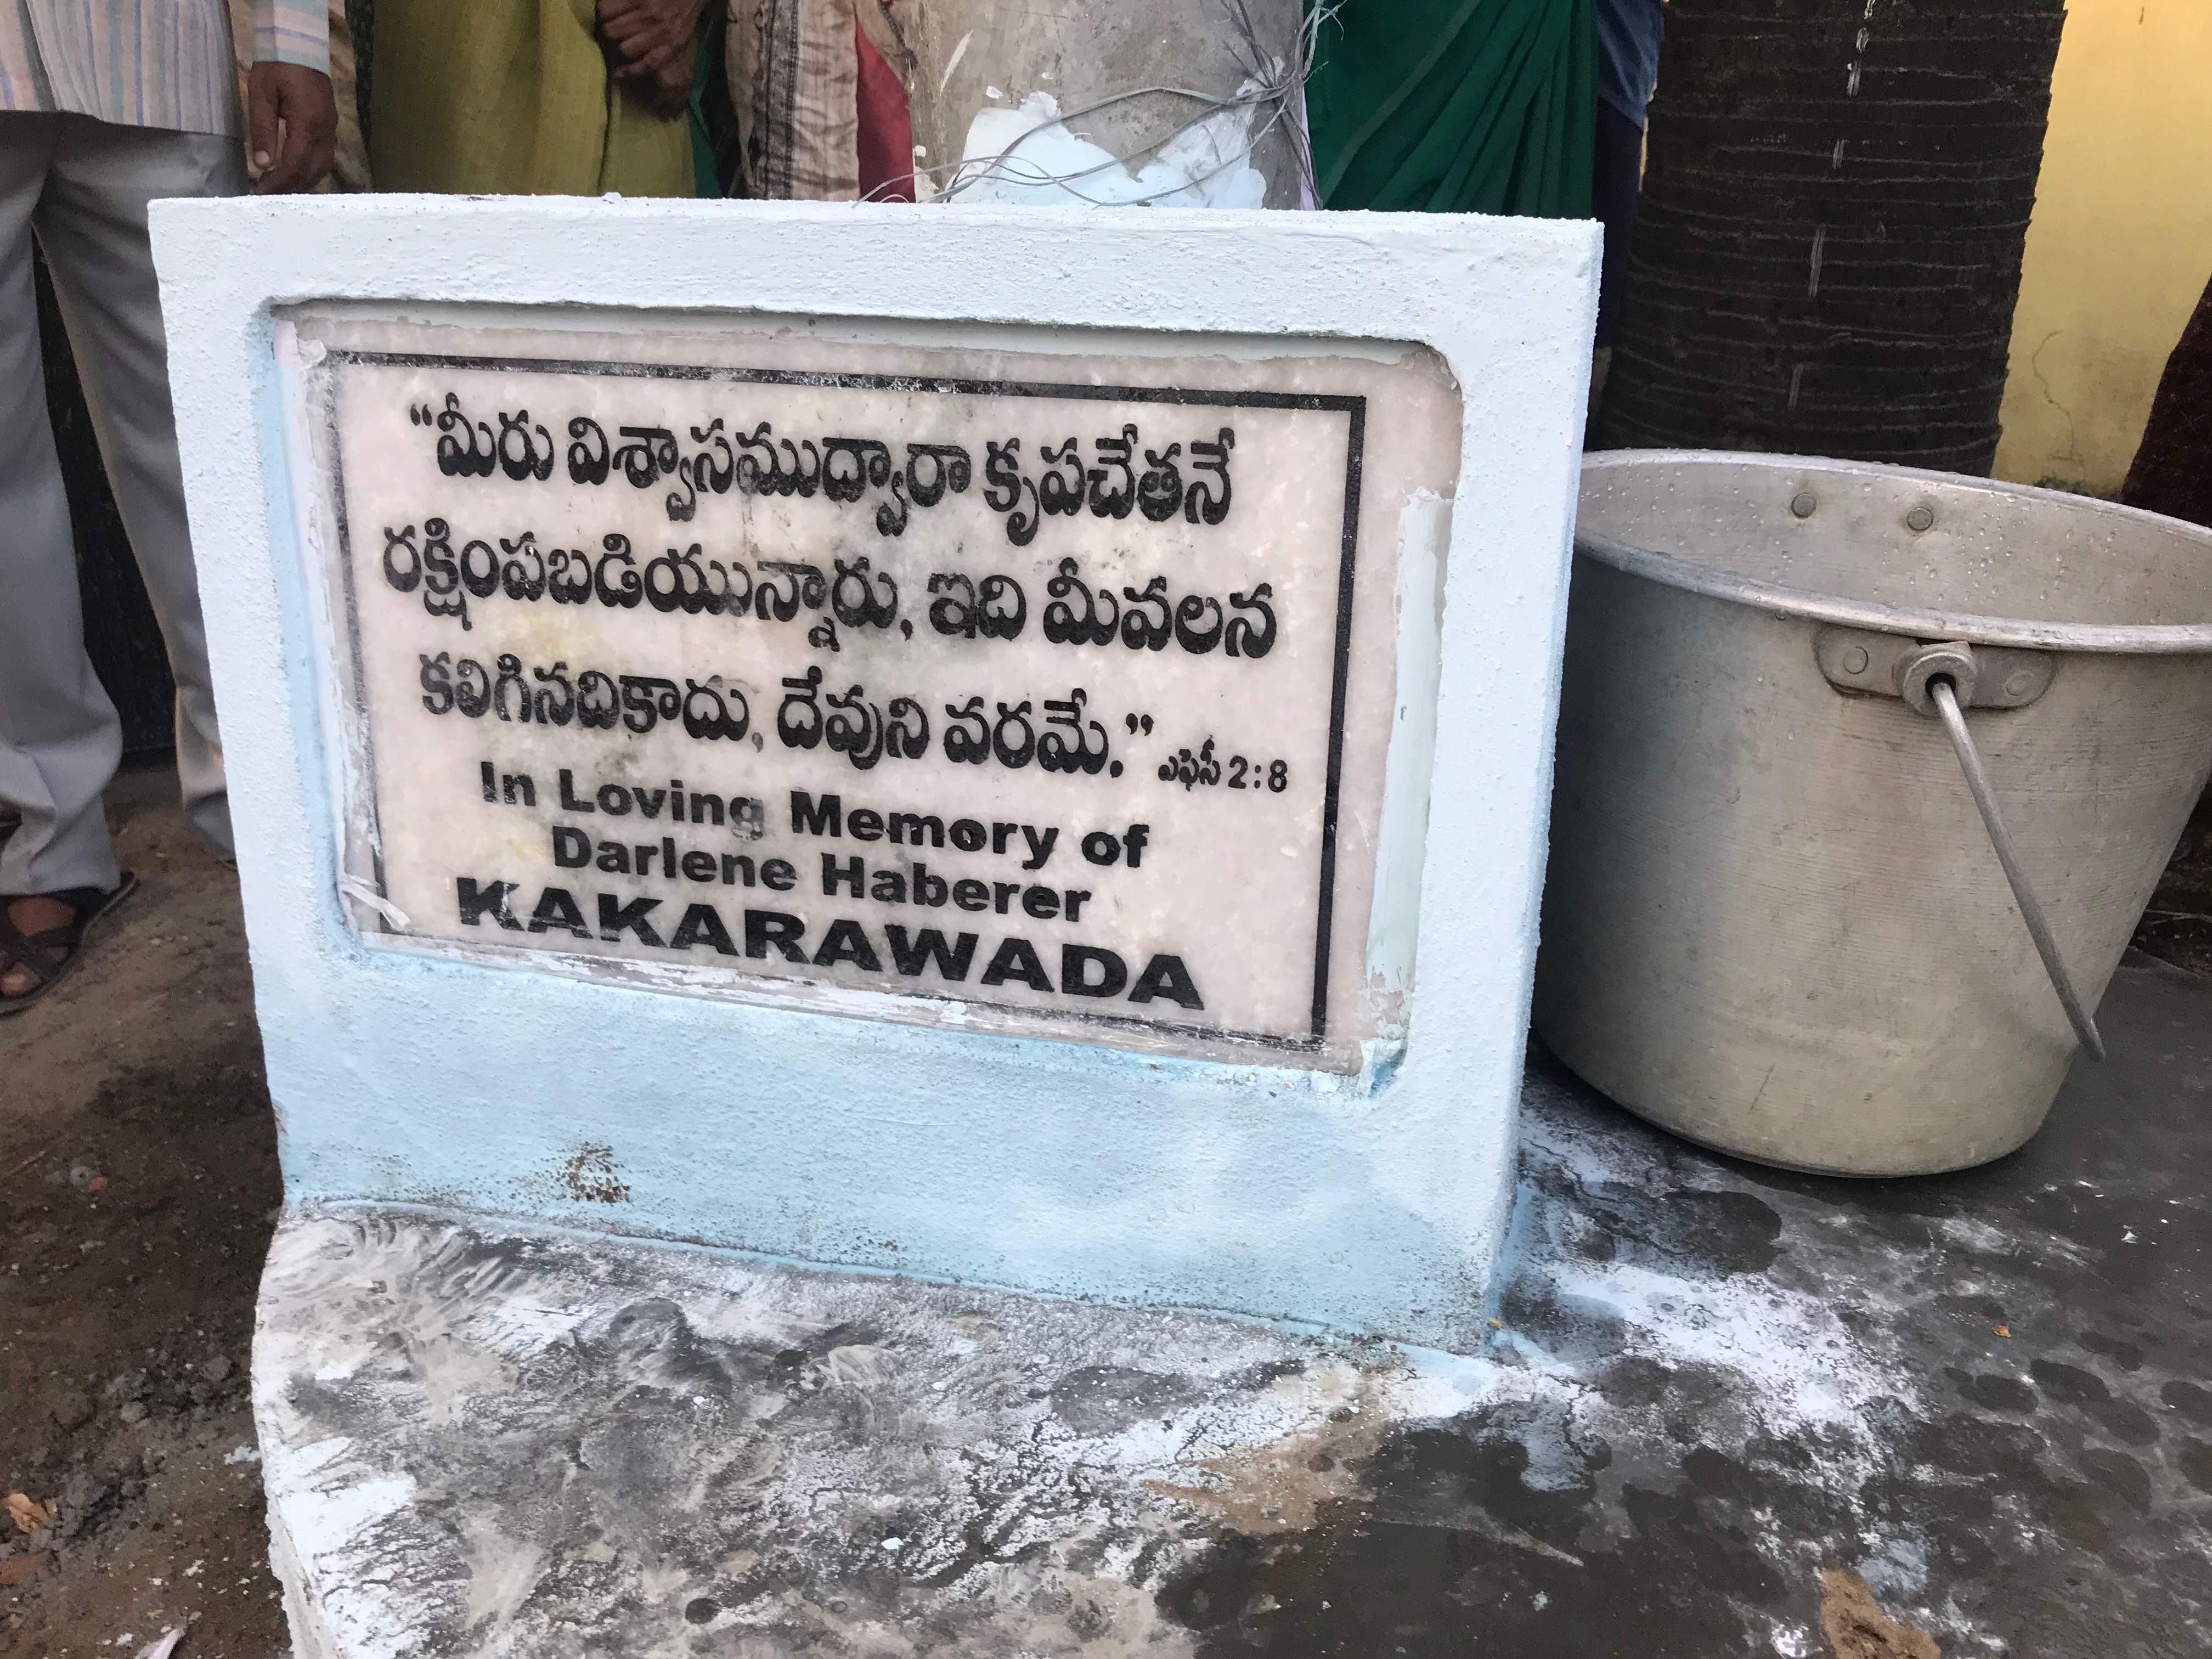 “మీరు విశ్వాసముద్వారా కృపచేతనే
రక్షింపబడియున్నారు, ఇది మీవలన
కలిగినదికాదు, దేవుని వరమే.” ఎఫెసీ 2:8
In Loving Memory of
Darlene Haberer
KAKARAWADA